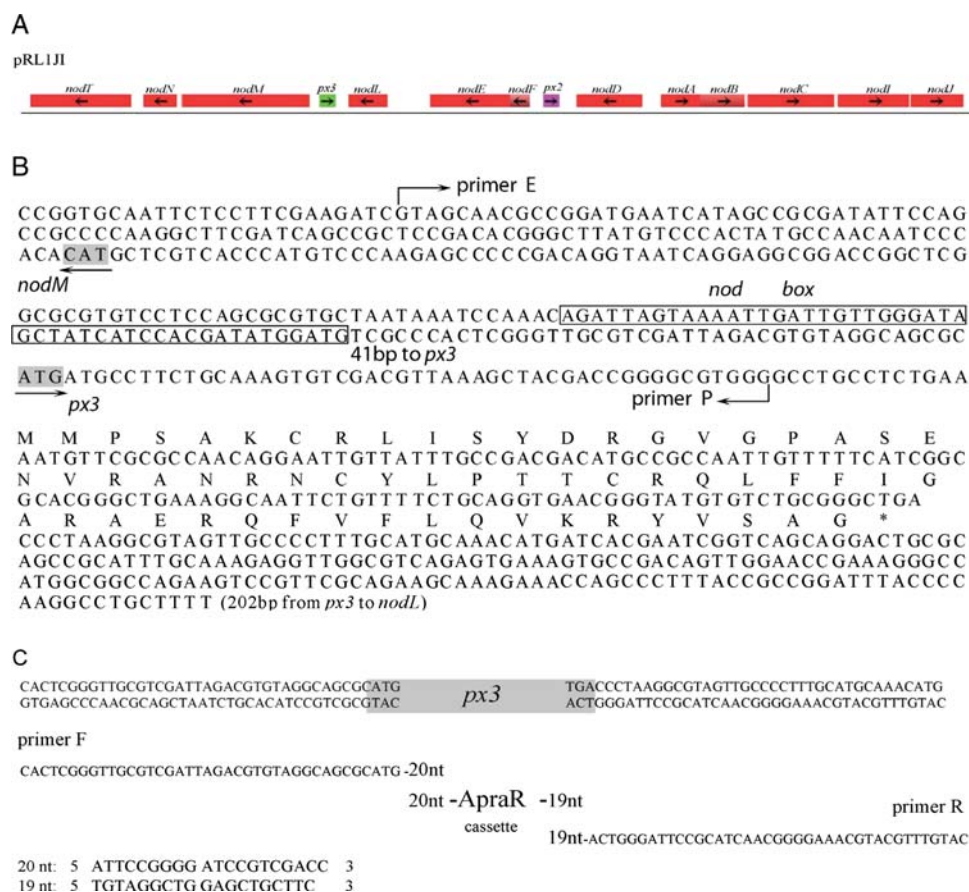 A
pRL1JI
nodT nodN nodM px3 nodL nodE nodF px2 nodD nodA nodB nodC nodI nodJ
B
primer E
CCGGTGCAATTCTCCTTCGAAGATCGTAGCAACGCCGGATGAATCATAGCCGCGATATTCCAG
CCGCCCCAAGGCTTCGATCAGCCGCTCCGACACGGGCTTATGTCCCACTATGCCAACAATCCC
ACACATGCTCGTCACCCATGTCCCAAGAGCCCCCGACAGGTAATCAGGAGGCGGACCGGCTCG
nodM
nod box
GCGCGTGTCCTCCAGCGCGTGCTAATAAATCCAAACAGATTAGTAAAATTGATTGTTGGGATA
GCTATCATCCACGATATGGATGTCGCCCACTCGGGTTGCGTCGATTAGACGTGTAGGCAGCGC
41bp to px3
ATGATGCCTTCTGCAAAGTGTCGACGTTAAAGCTACGACCGGGGCGTGGGGCCTGCCTCTGAA
px3
primer P
M M P S A K C R L I S Y D R G V G P A S E
AATGTTCGCGCCAACAGGAATTGTTATTTGCCGACGACATGCCGCCAATTGTTTTTCATCGGC
N V R A N R N C Y L P T T C R Q L F F I G
GCACGGGCTGAAAGGCAATTCTGTTTTCTGCAGGTGAACGGGTATGTGTCTGCGGGCTGA
A R A E R Q F V F L Q V K R Y V S A G *
CCCTAAGGCGTAGTTGCCCCTTTGCATGCAAACATGATCACGAATCGGTCAGCAGGACTGCGC
AGCCGCATTTGCAAAGAGGTTGGCGTCAGAGTGAAAGTGCCGACAGTTGGAACCGAAAGGGCC
ATGGCGGCCAGAAGTCCGTTCGCAGAAGCAAAGAAACCAGCCCTTTACCGCCGGATTTACCCC
AAGGCCTGCTTTT (202bp from px3 to nodL)
C
CACTCGGGTTGCGTCGATTAGACGTGTAGGCAGCGCATG px3 TGACCCTAAGGCGTAGTTGCCCCTTTGCATGCAAACATG
GTGAGCCCAACGCAGCTAATCTGCACATCCGTCGCGTAC ACTGGGATTCCGCATCAACGGGGAAACGTACGTTTGTAC
primer F
CACTCGGGTTGCGTCGATTAGACGTGTAGGCAGCGCATG-20nt
20nt -ApraR -19nt
cassette
primer R
19nt-ACTGGGATTCCGCATCAACGGGGAAACGTACGTTTGTAC
20 nt: 5 ATTCCGGGG ATCCGTCGACC 3
19 nt: 5 TGTAGGCTG GAGCTGCTTC 3